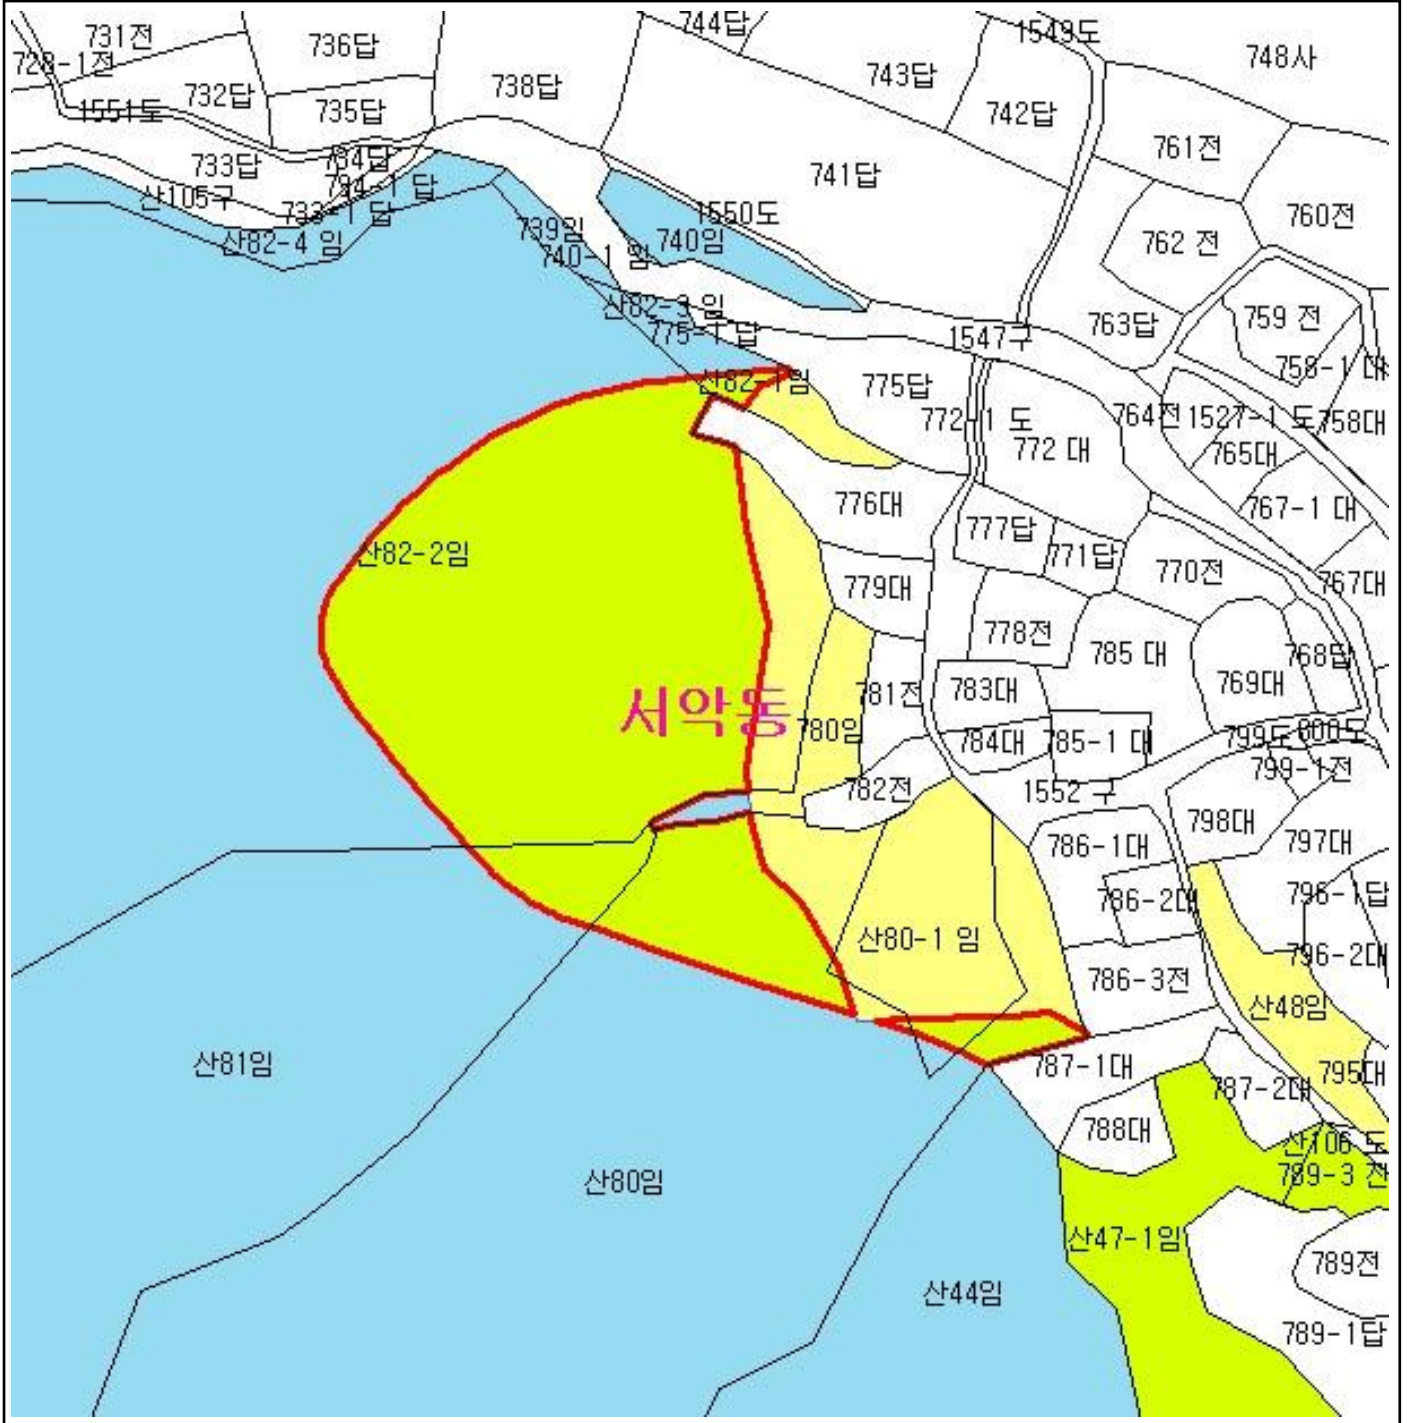 744답
1549도
731전
736답
748사
728-1전
743답
738답
732답
735답
742답
1551도
761전
734답
733답
741답
794-1 답
산105구
733-1 답
1550도
760전
739임
740임
762 전
산82-4 임
740-1 임
산82-3 임
759 전
763답
775-1 답
1547구
758-1 대
산82-1임
775답
772-1 도
764전
1527-1 도
758대
772 대
765대
776대
767-1 대
777답
산82-2임
771답
770전
767대
779대
778전
785 대
768답
783대
769대
781전
서악동
780임
784대
785-1 대
799도
800도
799-1전
782전
1552 구
798대
786-1대
797대
796-1답
786-2대
산80-1 임
796-2대
786-3전
산48임
산81임
787-1대
795대
787-2대
788대
산106 도
789-3 전
산80임
산47-1임
789전
산44임
789-1답